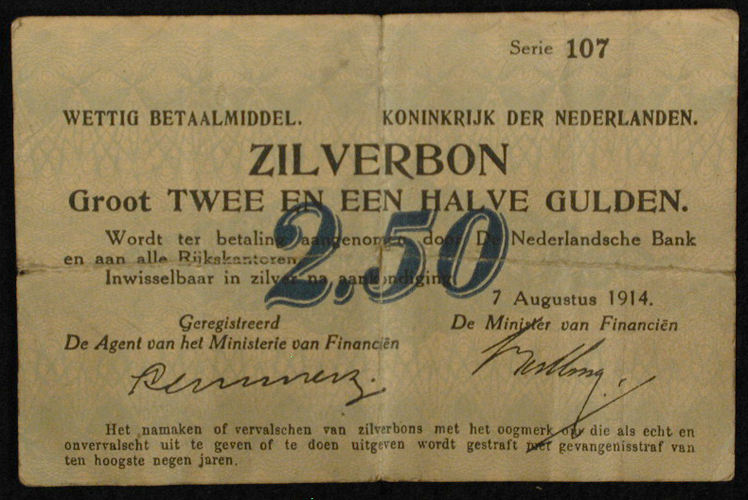 Serie 107
WETTIG BETAALMIDDEL. KONINKRIJK DER NEDERLANDEN.
ZILVERBON
Groot TWEE EN EEN HALVE GULDEN.
2.50
Wordt ter betaling aangenomen door De Nederlandsche Bank
en aan alle Rijkskantoren.
Inwisselbaar in zilver na aankondiging.
7 Augustus 1914.
Geregistreerd
De Agent van het Ministerie van Financiën
De Minister van Financiën
Het namaken of vervalschen van zilverbons met het oogmerk om die als echt en
onvervalscht uit te geven of te doen uitgeven wordt gestraft met gevangenisstraf van
ten hoogste negen jaren.